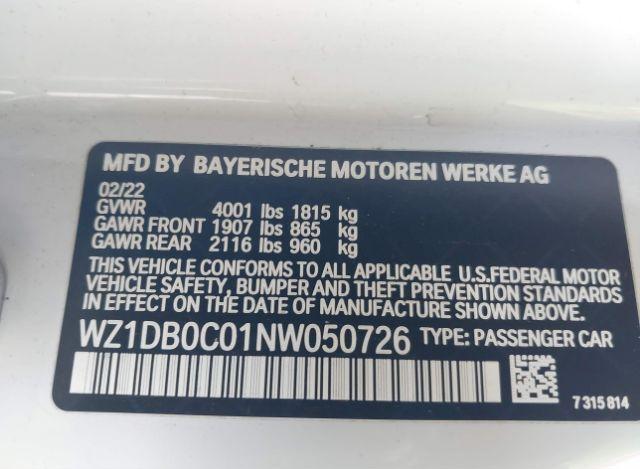 MFD BY BAYERISCHE MOTOREN WERKE AG
02/22
GVWR 4001 lbs 1815 kg
GAWR FRONT 1907 lbs 865 kg
GAWR REAR 2116 lbs 960 kg
THIS VEHICLE CONFORMS TO ALL APPLICABLE U.S.FEDERAL MOTOR
VEHICLE SAFETY, BUMPER AND THEFT PREVENTION STANDARDS
IN EFFECT ON THE DATE OF MANUFACTURE SHOWN ABOVE.
WZ1DB0C01NW050726 TYPE: PASSENGER CAR
7 315 814